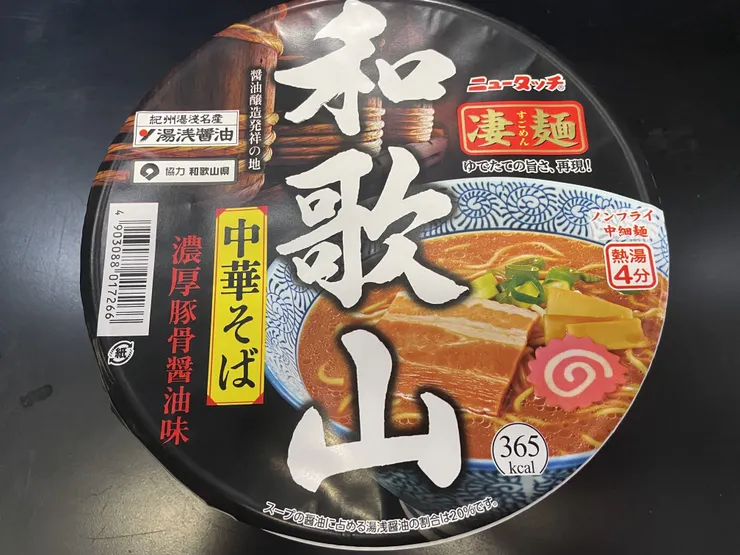 和歌山
醤油醸造発祥の地
紀州湯浅名産
湯浅醤油
協力 和歌山県
中華そば
濃厚豚骨醤油味
ニュータッチ
凄麺
すごめん
ゆでたての旨さ、再現!
ノンフライ
中細麺
熱湯
4分
365
kcal
4 903088 017266
紙
スープの醤油に占める湯浅醤油の割合は20%です。